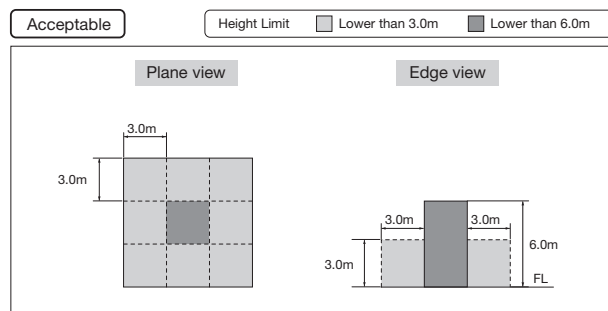 Acceptable
Height Limit Lower than 3.0m Lower than 6.0m
Plane view Edge view
3.0m
3.0m
3.0m 3.0m
6.0m
3.0m
FL